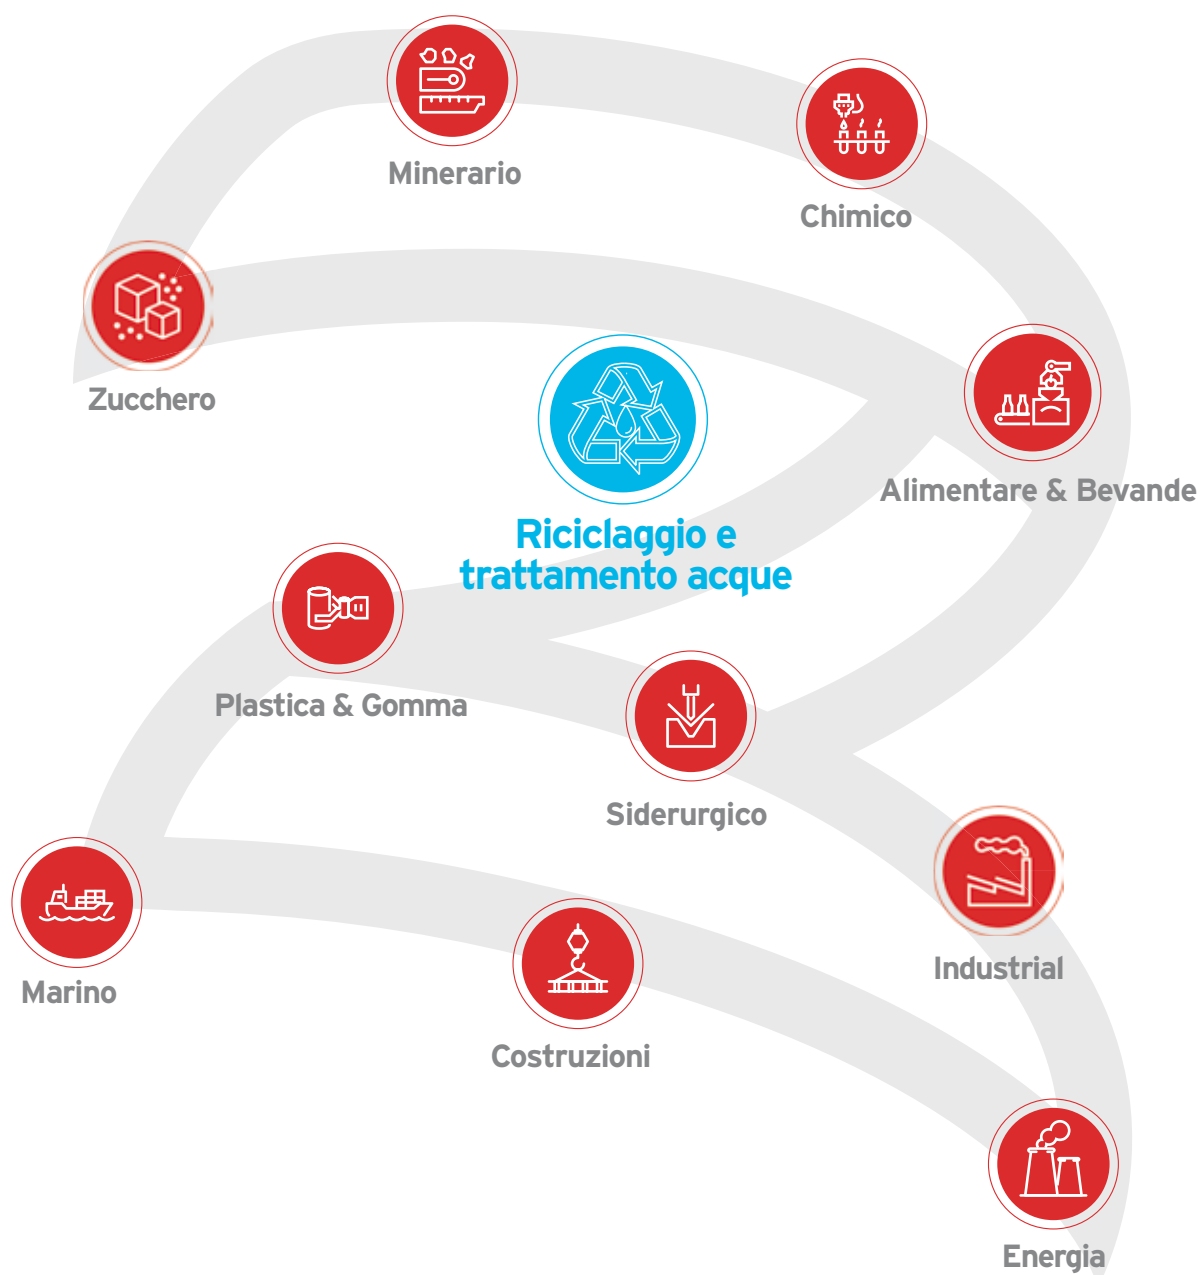 Minerario
Chimico
Zucchero
Alimentare & Bevande
Riciclaggio e
trattamento acque
Plastica & Gomma
Siderurgico
Industrial
Marino
Costruzioni
Energia